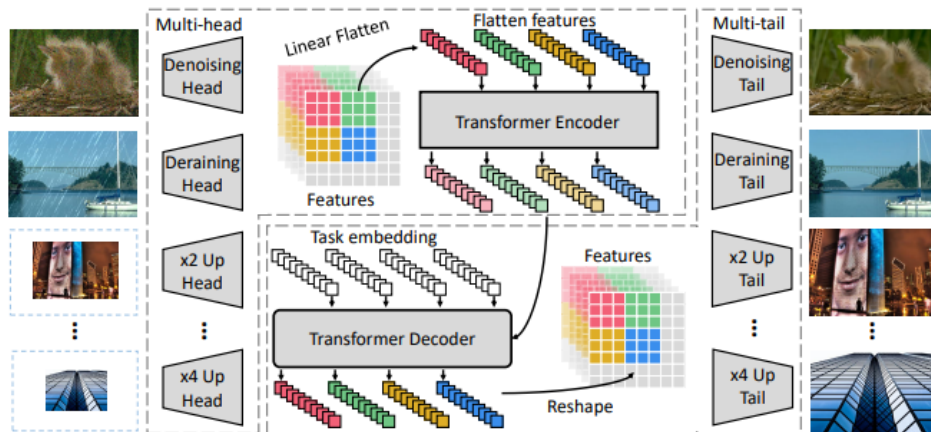 Multi-head
Denoising
Head
Deraining
Head
x2 Up
Head
...
x4 Up
Head
Linear Flatten
Features
Flatten features
Transformer Encoder
Task embedding
Transformer Decoder
Features
Reshape
Multi-tail
Denoising
Tail
Deraining
Tail
x2 Up
Tail
...
x4 Up
Tail